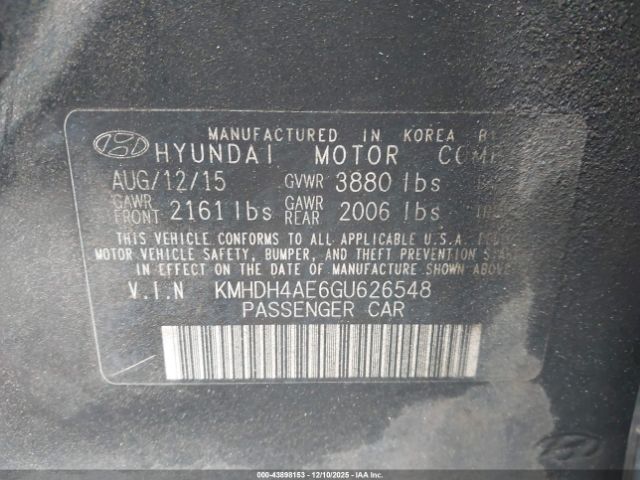 MANUFACTURED IN KOREA
HYUNDAI MOTOR
AUG/12/15 GVWR 3880 lbs
GAWR FRONT 2161 lbs GAWR REAR 2006 lbs
THIS VEHICLE CONFORMS TO ALL APPLICABLE U.S.A.
MOTOR VEHICLE SAFETY, BUMPER, AND THEFT PREVENTION
IN EFFECT ON THE DATE OF MANUFACTURE SHOWN
V.I.N KMHDH4AE6GU626548
PASSENGER CAR
000-43898153 • 12/10/2025 • IAA Inc.